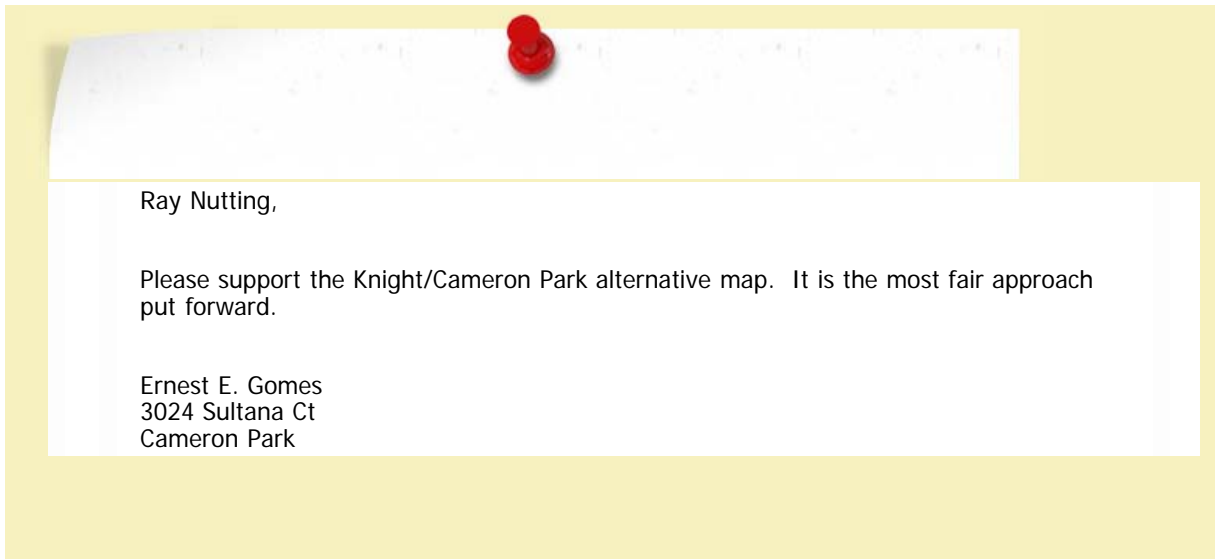 Ray Nutting,
Please support the Knight/Cameron Park alternative map. It is the most fair approach
put forward.
Ernest E. Gomes
3024 Sultana Ct
Cameron Park